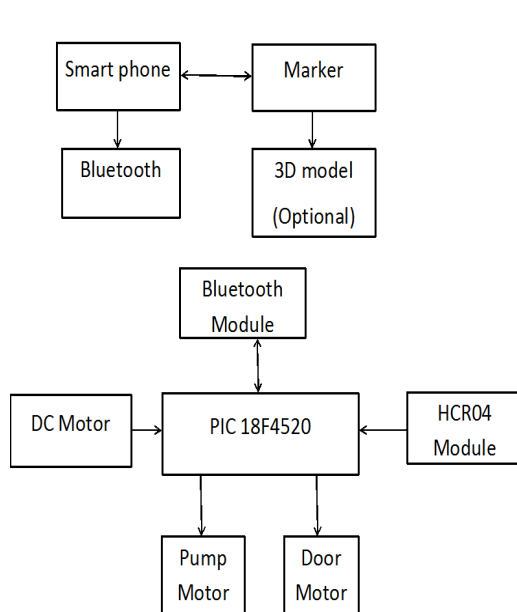 Smart phone
Marker
Bluetooth
3D model
(Optional)
Bluetooth
Module
DC Motor
PIC 18F4520
HCR04
Module
Pump
Motor
Door
Motor